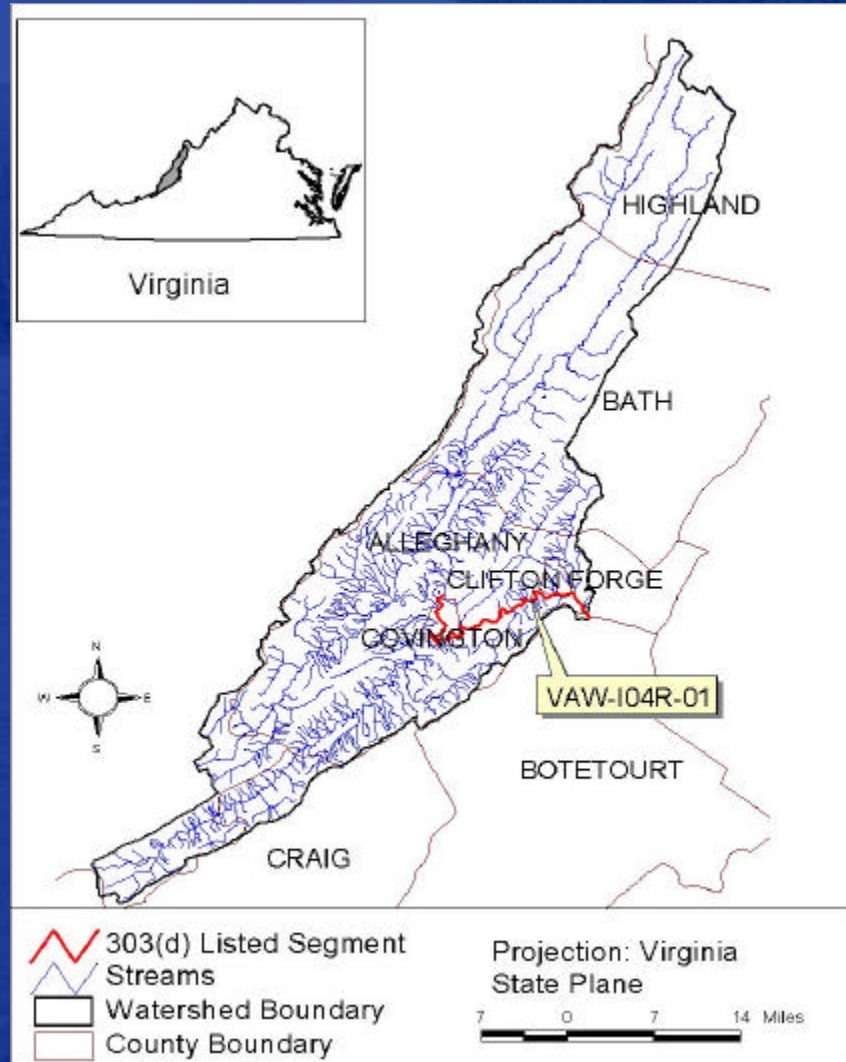 Virginia
HIGHLAND
BATH
ALLEGHANY
CLIFTON FORGE
COVINGTON
N
W
E
S
VAW-I04R-01
BOTETOURT
CRAIG
303(d) Listed Segment
Streams
Watershed Boundary
County Boundary
Projection: Virginia
State Plane
7 0 7 14 Miles